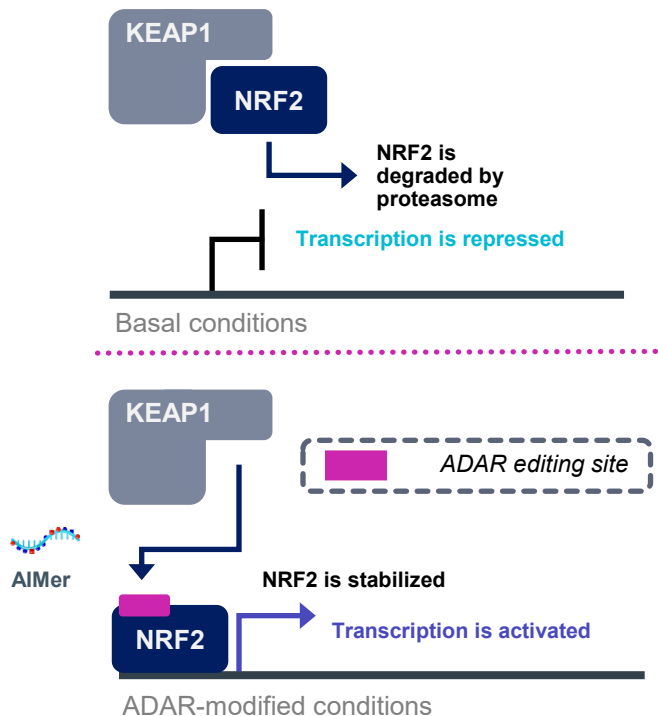 KEAP1
NRF2
NRF2 is
degraded by
proteasome
Transcription is repressed
Basal conditions
KEAP1
ADAR editing site
AIMer
NRF2 is stabilized
NRF2
Transcription is activated
ADAR-modified conditions